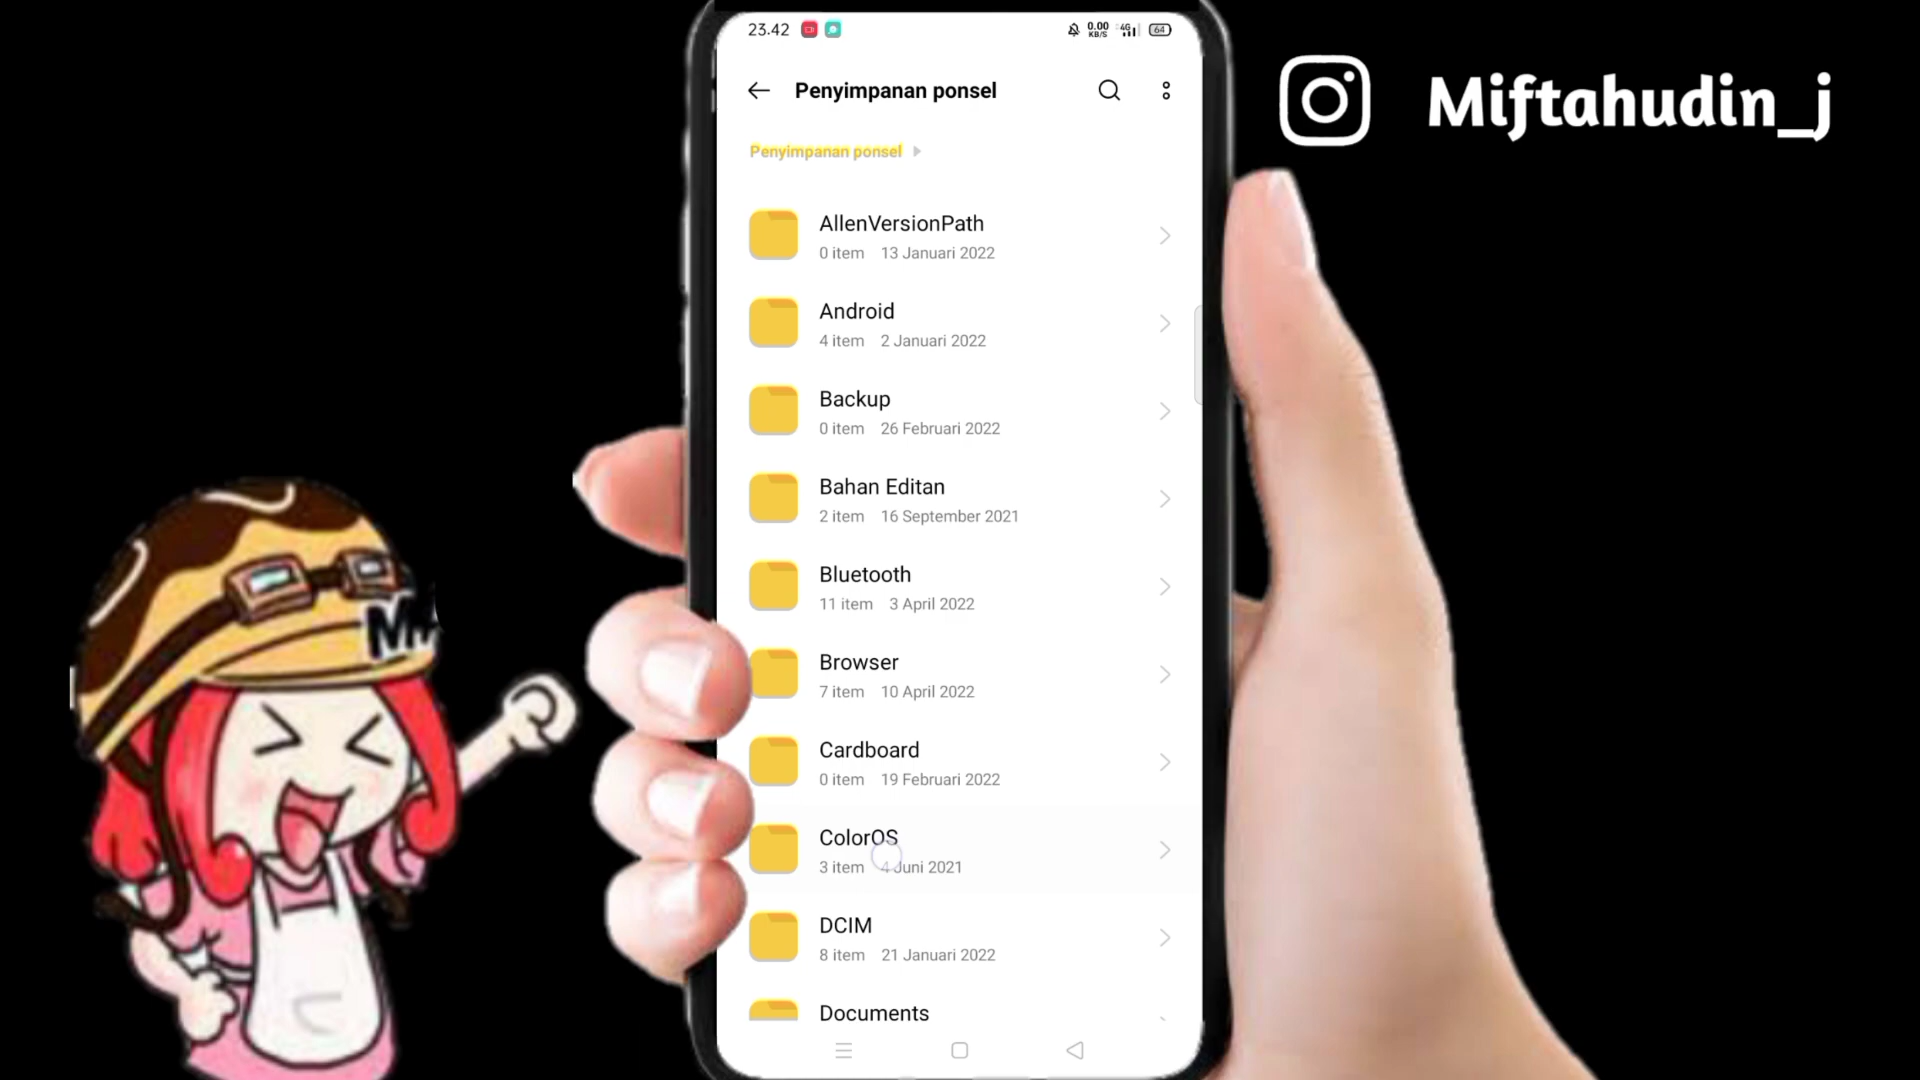 23.42
0.00
KB/S
4G
64
Penyimpanan ponsel
Penyimpanan ponsel
AllenVersionPath
0 item 13 Januari 2022
Android
4 item 2 Januari 2022
Backup
0 item 26 Februari 2022
Bahan Editan
2 item 16 September 2021
Bluetooth
11 item 3 April 2022
Browser
7 item 10 April 2022
Cardboard
0 item 19 Februari 2022
ColorOS
3 item 4 Juni 2021
DCIM
8 item 21 Januari 2022
Documents
Miftahudin_j